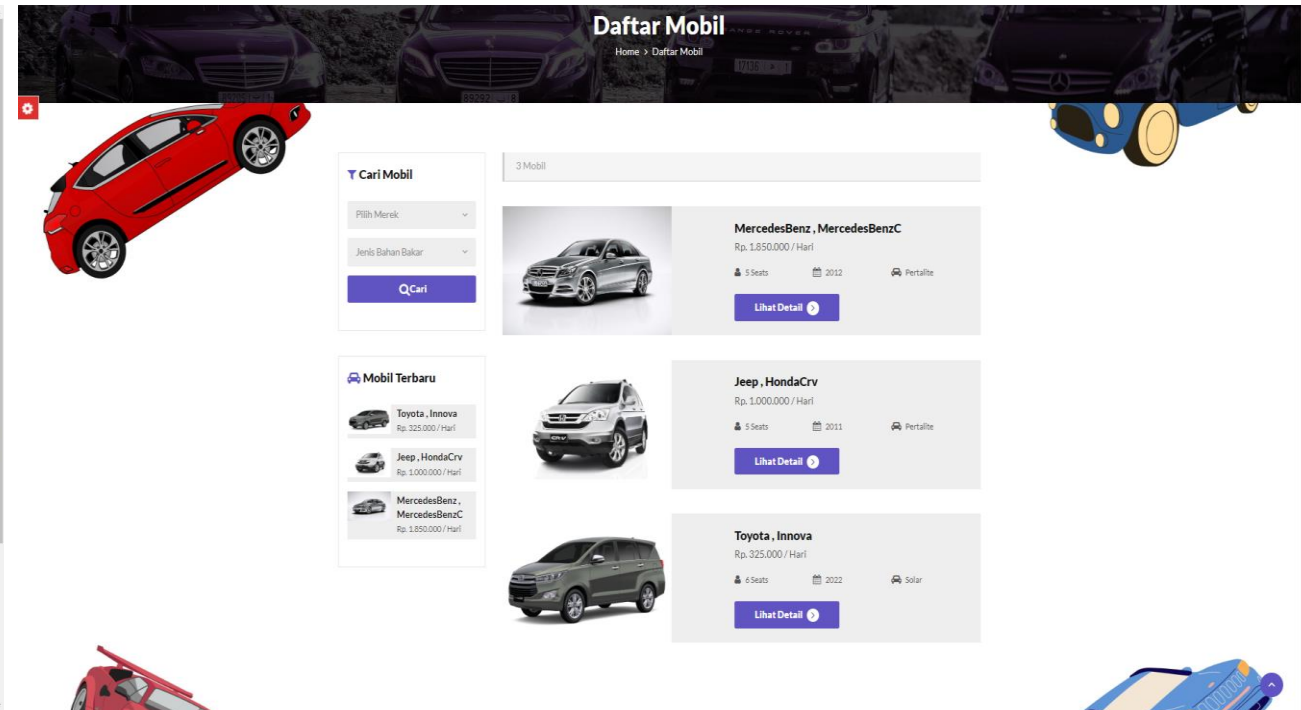 Daftar Mobil
Home > Daftar Mobil
Cari Mobil
Pilih Merek
Jenis Bahan Bakar
Cari
Mobil Terbaru
Toyota , Innova
Rp. 325.000 / Hari
Jeep , HondaCrv
Rp. 1.000.000 / Hari
MercedesBenz ,
MercedesBenzC
Rp. 1.850.000 / Hari
3 Mobil
MercedesBenz , MercedesBenzC
Rp. 1.850.000 / Hari
5 Seats 2012 Pertalite
Lihat Detail
Jeep , HondaCrv
Rp. 1.000.000 / Hari
5 Seats 2011 Pertalite
Lihat Detail
Toyota , Innova
Rp. 325.000 / Hari
6 Seats 2022 Solar
Lihat Detail